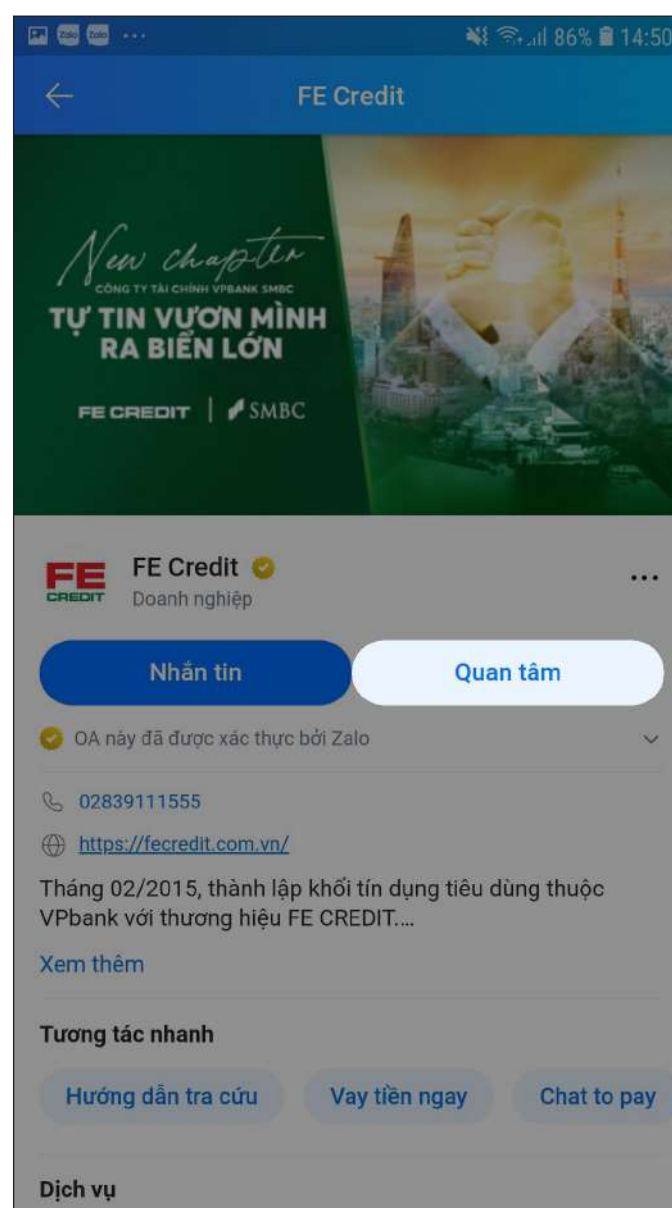 Zalo Zalo ... 86% 14:50
FE Credit
New chapter
CÔNG TY TÀI CHÍNH VPBANK SMBC
TỰ TIN VƯƠN MÌNH
RA BIỂN LỚN
FE CREDIT | SMBC
FE
CREDIT
FE Credit
Doanh nghiệp
Nhắn tin
Quan tâm
OA này đã được xác thực bởi Zalo
02839111555
https://fecredit.com.vn/
Tháng 02/2015, thành lập khối tín dụng tiêu dùng thuộc
VPbank với thương hiệu FE CREDIT....
Xem thêm
Tương tác nhanh
Hướng dẫn tra cứu
Vay tiền ngay
Chat to pay
Dịch vụ